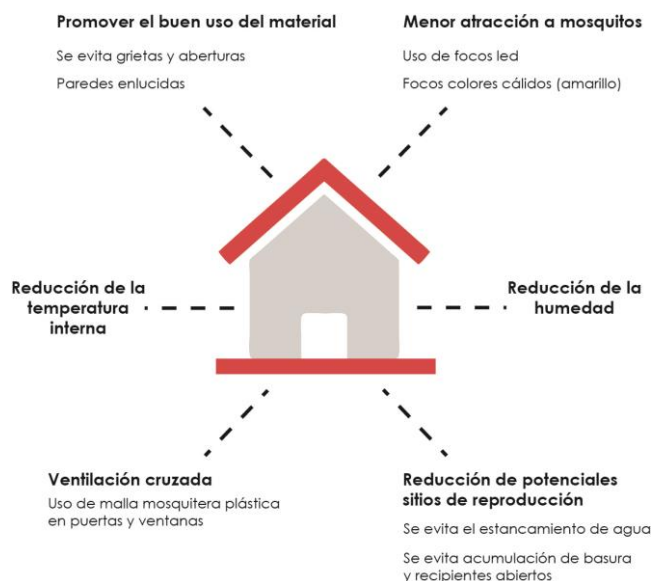 Promover el buen uso del material
Se evita grietas y aberturas
Paredes enlucidas
Menor atracción a mosquitos
Uso de focos led
Focos colores cálidos (amarillo)
Reducción de la
temperatura
interna
Reducción de la
humedad
Ventilación cruzada
Uso de malla mosquitera plástica
en puertas y ventanas
Reducción de potenciales
sitios de reproducción
Se evita el estancamiento de agua
Se evita acumulación de basura
y recipientes abiertos